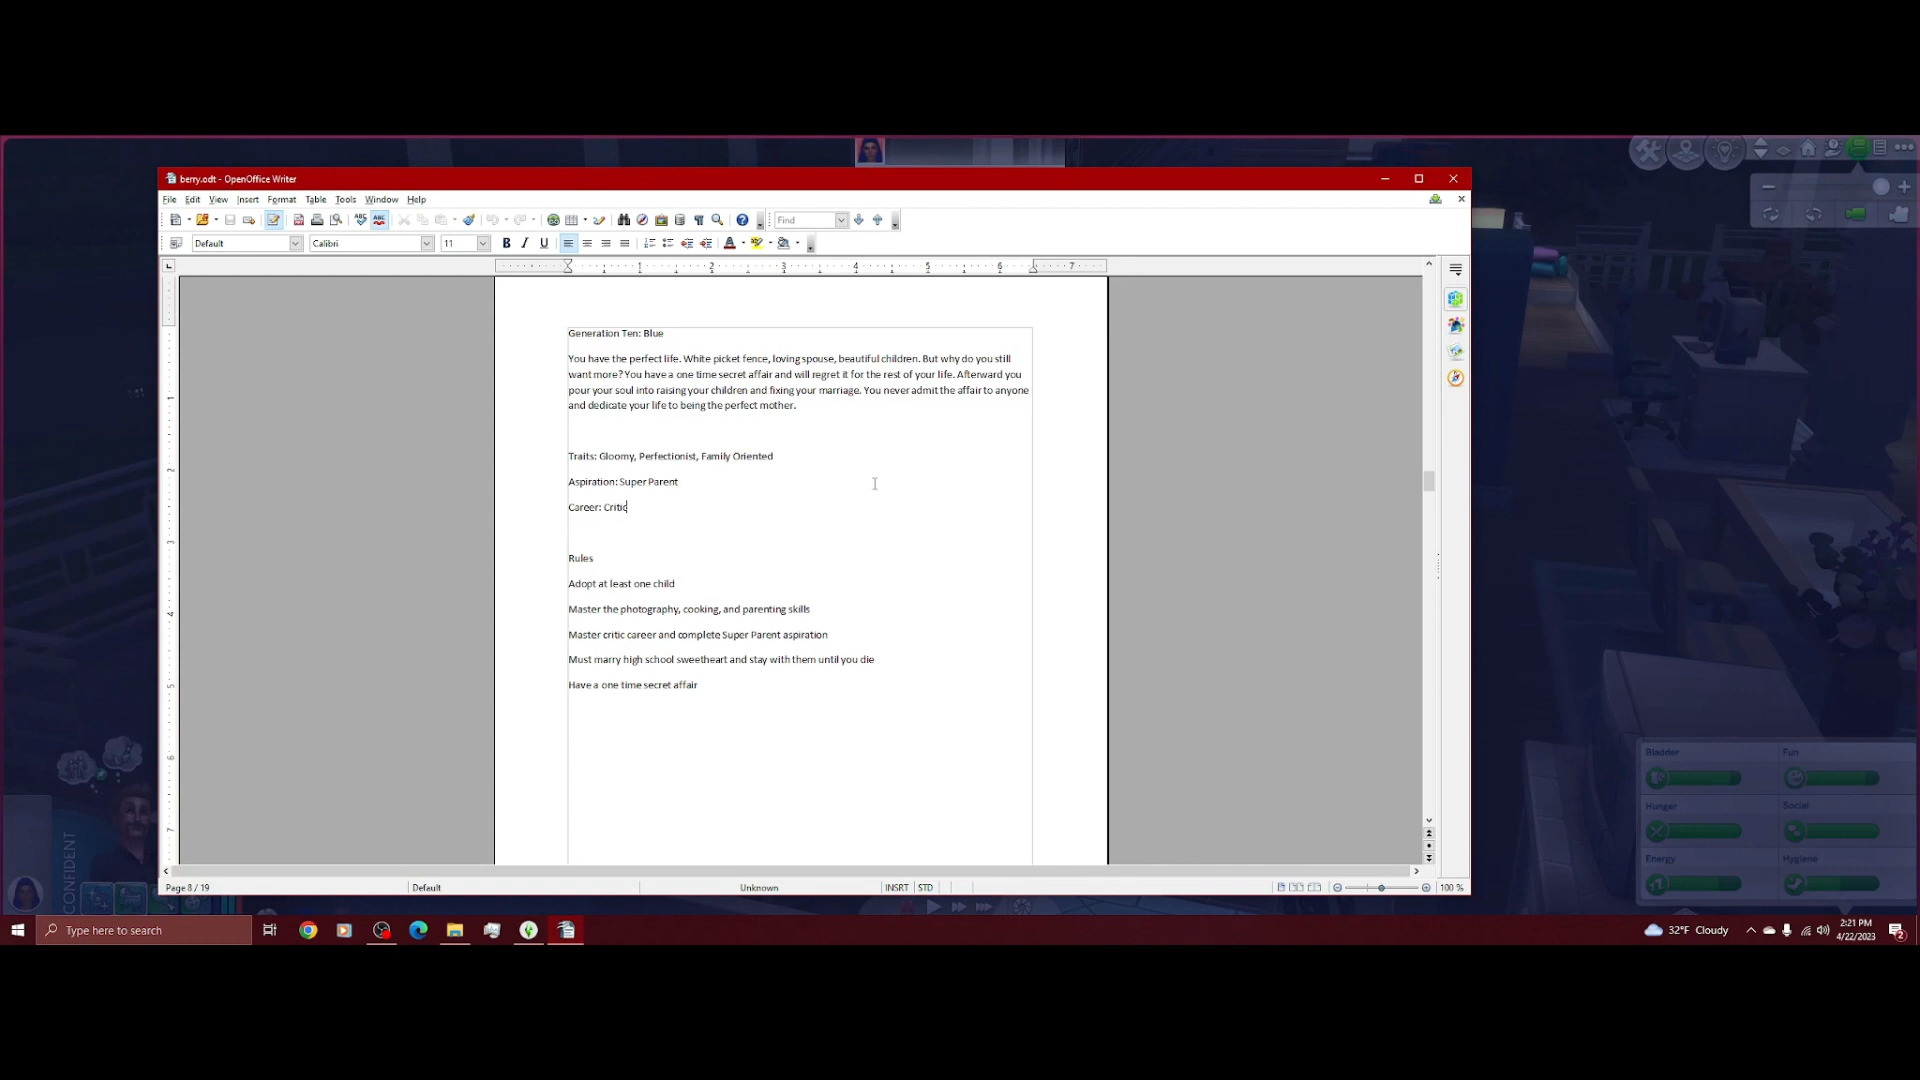 berry.odt - OpenOffice Writer
File Edit View Insert Format Table Tools Window Help
Find
Default Calibri 11
1 2 3 4 5 6 7
Generation Ten: Blue
You have the perfect life. White picket fence, loving spouse, beautiful children. But why do you still
want more? You have a one time secret affair and will regret it for the rest of your life. Afterward you
pour your soul into raising your children and fixing your marriage. You never admit the affair to anyone
and dedicate your life to being the perfect mother.
Traits: Gloomy, Perfectionist, Family Oriented
Aspiration: Super Parent
Career: Critic
Rules
Adopt at least one child
Master the photography, cooking, and parenting skills
Master critic career and complete Super Parent aspiration
Must marry high school sweetheart and stay with them until you die
Have a one time secret affair
Bladder Fun
Hunger Social
Energy Hygiene
CONFIDENT
Page 8 / 19 Default Unknown INSRT STD 100 %
Type here to search
32°F Cloudy
2:21 PM
4/22/2023
2